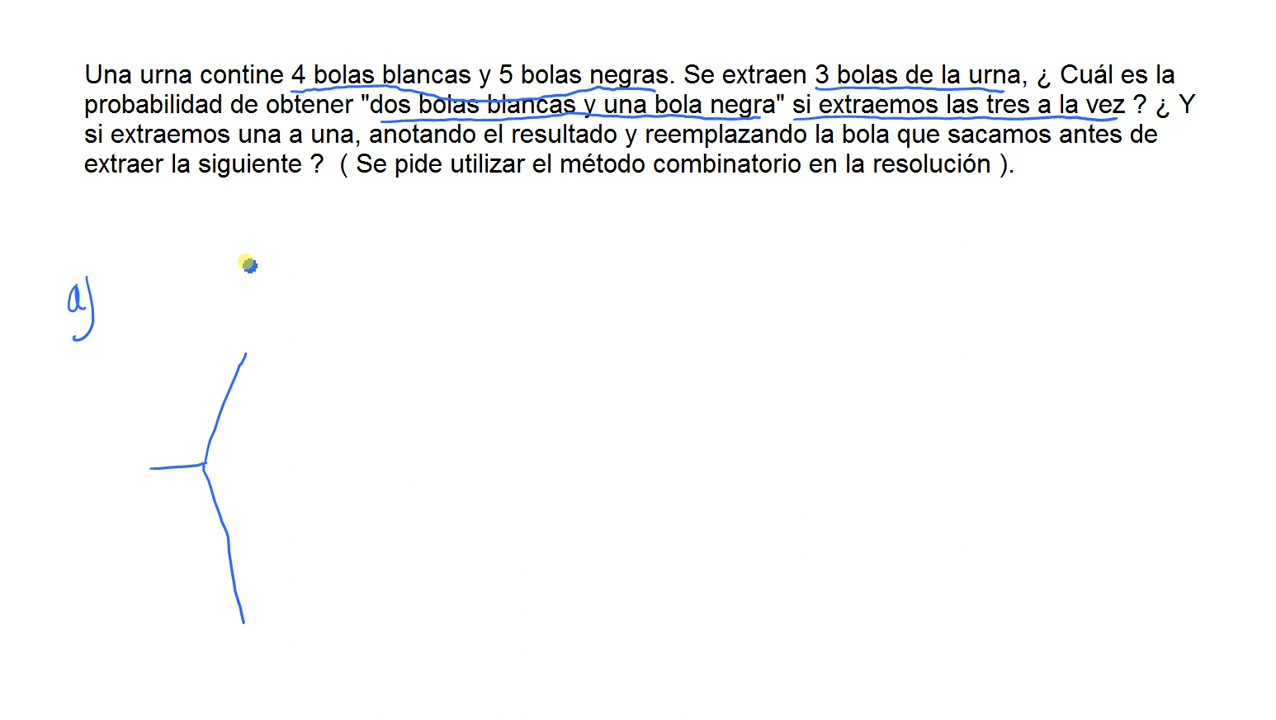 Una urna contine 4 bolas blancas y 5 bolas negras. Se extraen 3 bolas de la urna, ¿ Cuál es la
probabilidad de obtener "dos bolas blancas y una bola negra" si extraemos las tres a la vez ? ¿ Y
si extraemos una a una, anotando el resultado y reemplazando la bola que sacamos antes de
extraer la siguiente ? ( Se pide utilizar el método combinatorio en la resolución ).
a)